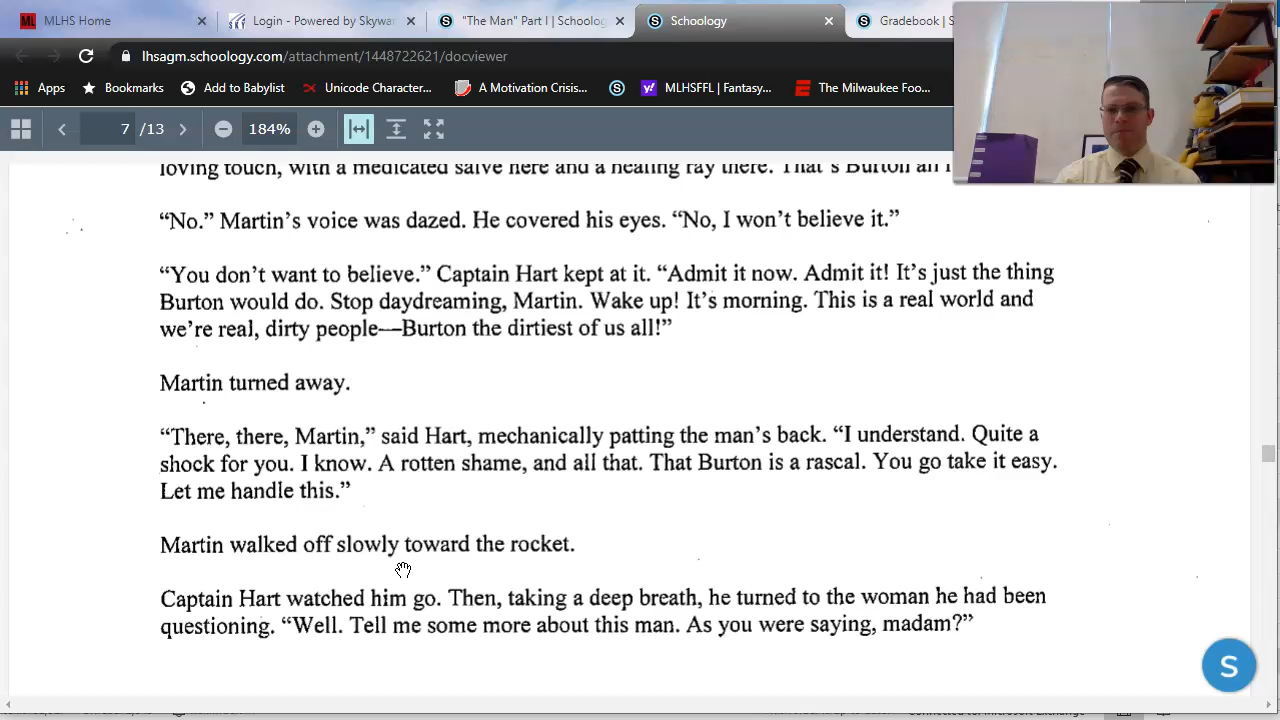 MLHS Home
Login - Powered by Skywar
"The Man" Part I | Schoolog
Schoology
Gradebook | S
lhsagm.schoology.com/attachment/1448722621/docviewer
Apps Bookmarks Add to Babylist Unicode Character... A Motivation Crisis... MLHSFFL | Fantasy... The Milwaukee Foo...
7 /13 184%
loving touch, with a medicated salve here and a healing ray there. That's Burton all
“No.” Martin’s voice was dazed. He covered his eyes. “No, I won’t believe it.”
“You don’t want to believe.” Captain Hart kept at it. “Admit it now. Admit it! It’s just the thing
Burton would do. Stop daydreaming, Martin. Wake up! It’s morning. This is a real world and
we’re real, dirty people—Burton the dirtiest of us all!”
Martin turned away.
“There, there, Martin,” said Hart, mechanically patting the man’s back. “I understand. Quite a
shock for you. I know. A rotten shame, and all that. That Burton is a rascal. You go take it easy.
Let me handle this.”
Martin walked off slowly toward the rocket.
Captain Hart watched him go. Then, taking a deep breath, he turned to the woman he had been
questioning. “Well. Tell me some more about this man. As you were saying, madam?”
S